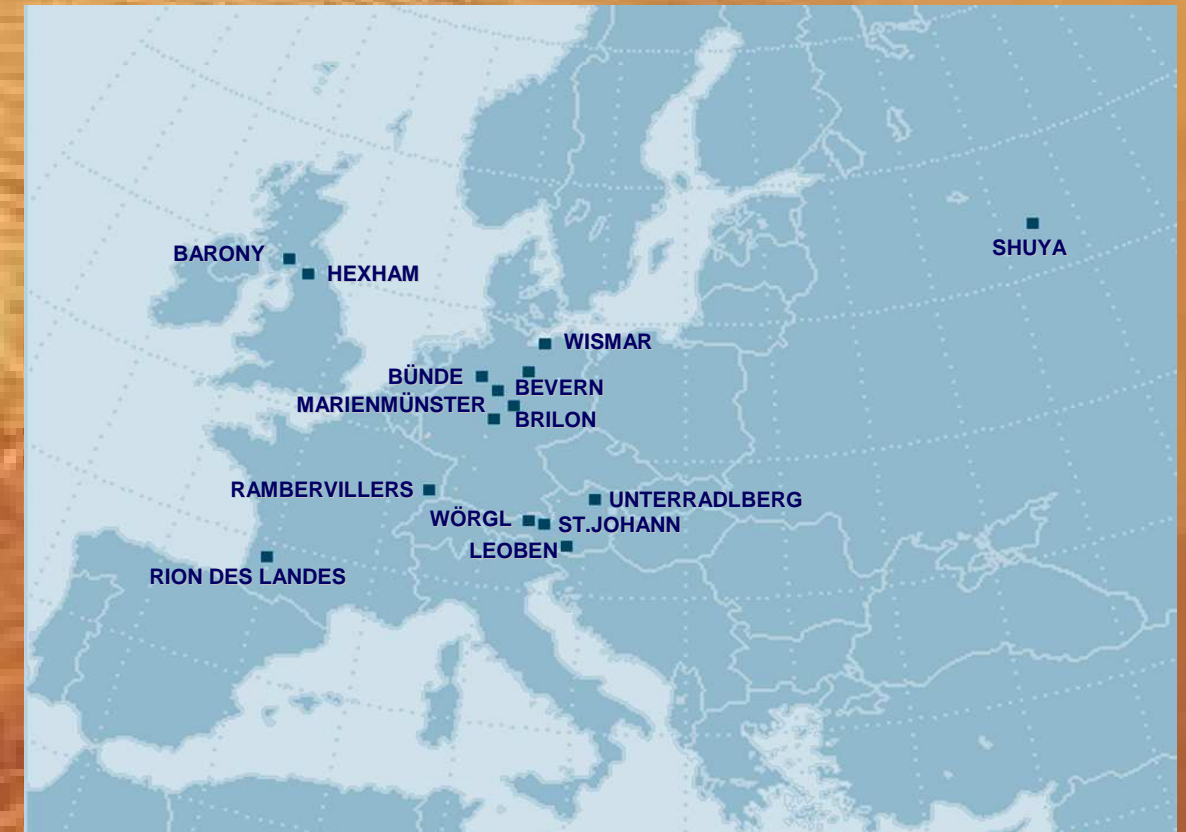 BARONY
SHUYA
HEXHAM
WISMAR
BÜNDE
BEVERN
MARIENMÜNSTER
BRILON
RAMBERVILLERS
UNTERRADLBERG
WÖRGL
ST.JOHANN
LEOBEN
RION DES LANDES